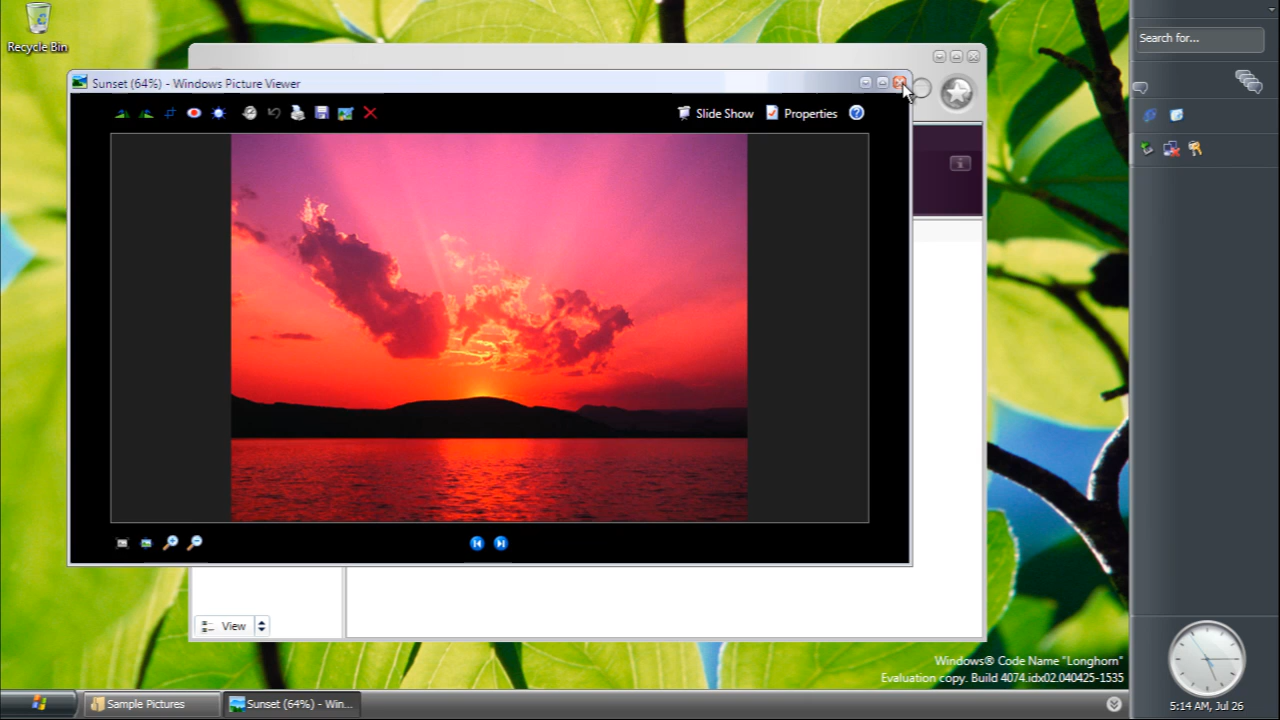 Recycle Bin
Search for...
Sunset (64%) - Windows Picture Viewer
Slide Show
Properties
View
Windows® Code Name "Longhorn"
Evaluation copy. Build 4074.idx02.040425-1535
Sample Pictures
Sunset (64%) - Win...
5:14 AM, Jul 26